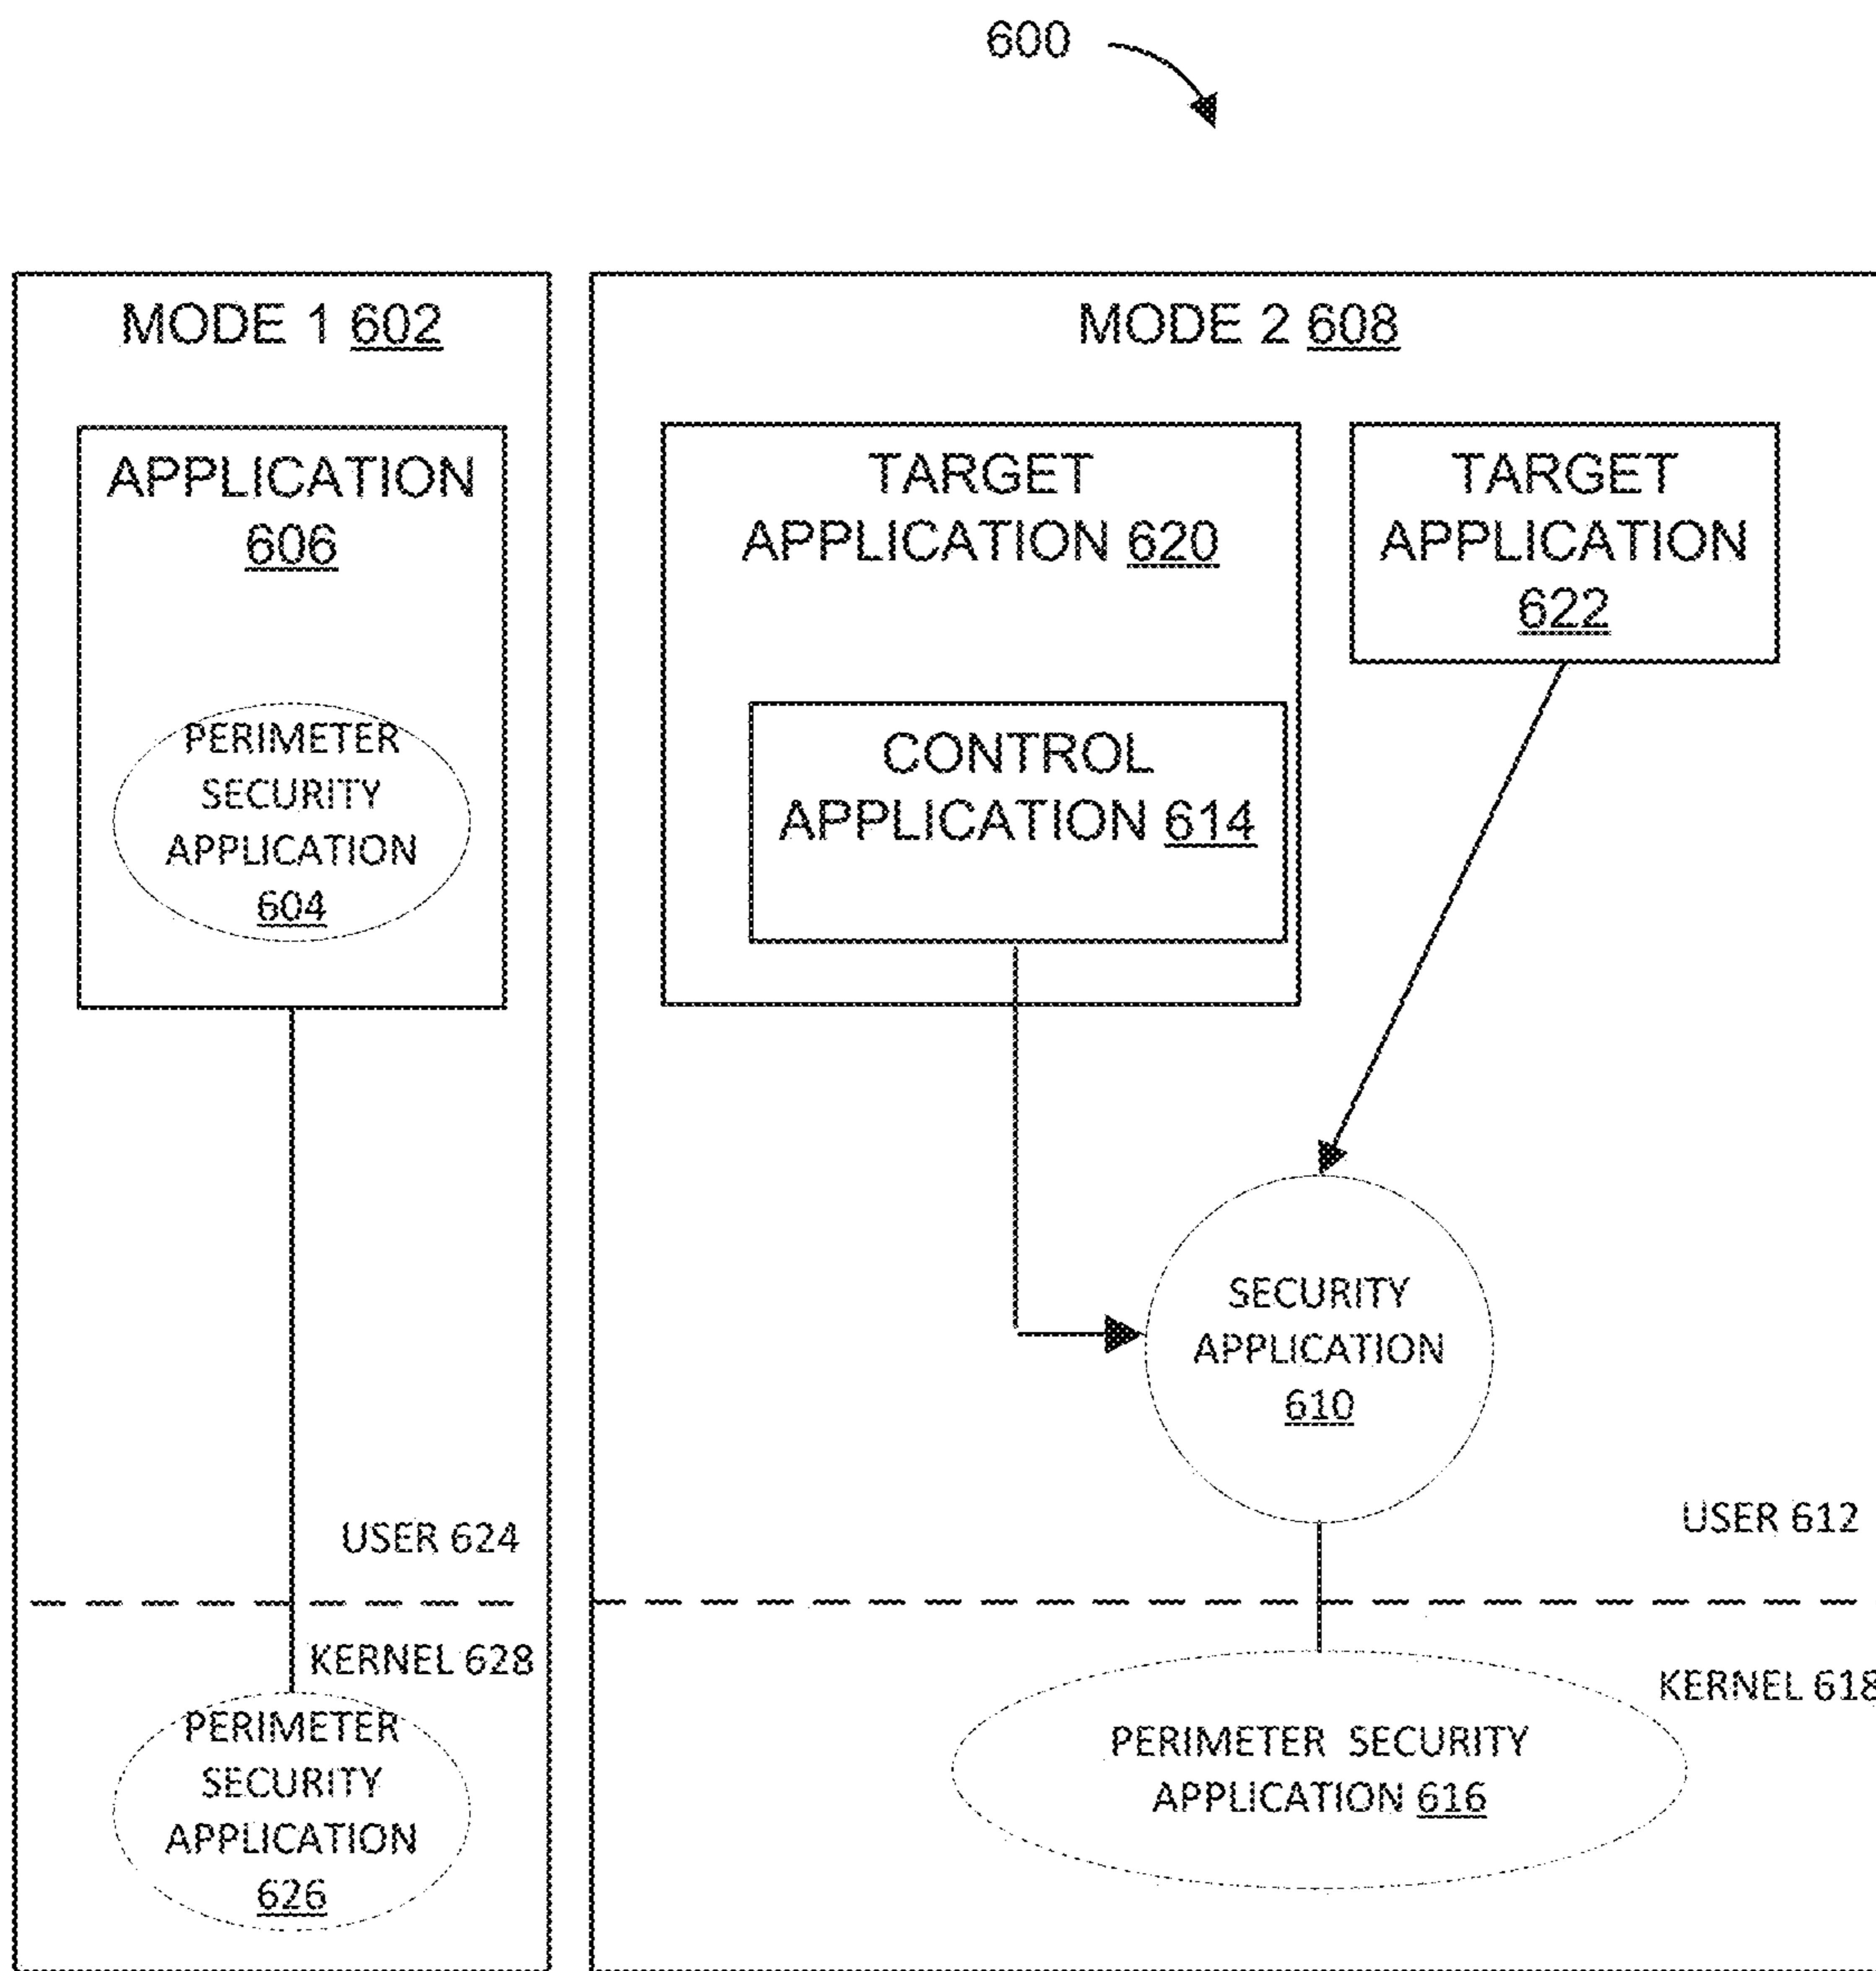 600
MODE 1 602
APPLICATION
606
PERIMETER
SECURITY
APPLICATION
604
USER 624
KERNEL 628
PERIMETER
SECURITY
APPLICATION
626
MODE 2 608
TARGET
APPLICATION 620
CONTROL
APPLICATION 614
TARGET
APPLICATION
622
SECURITY
APPLICATION
610
USER 612
KERNEL 618
PERIMETER SECURITY
APPLICATION 616